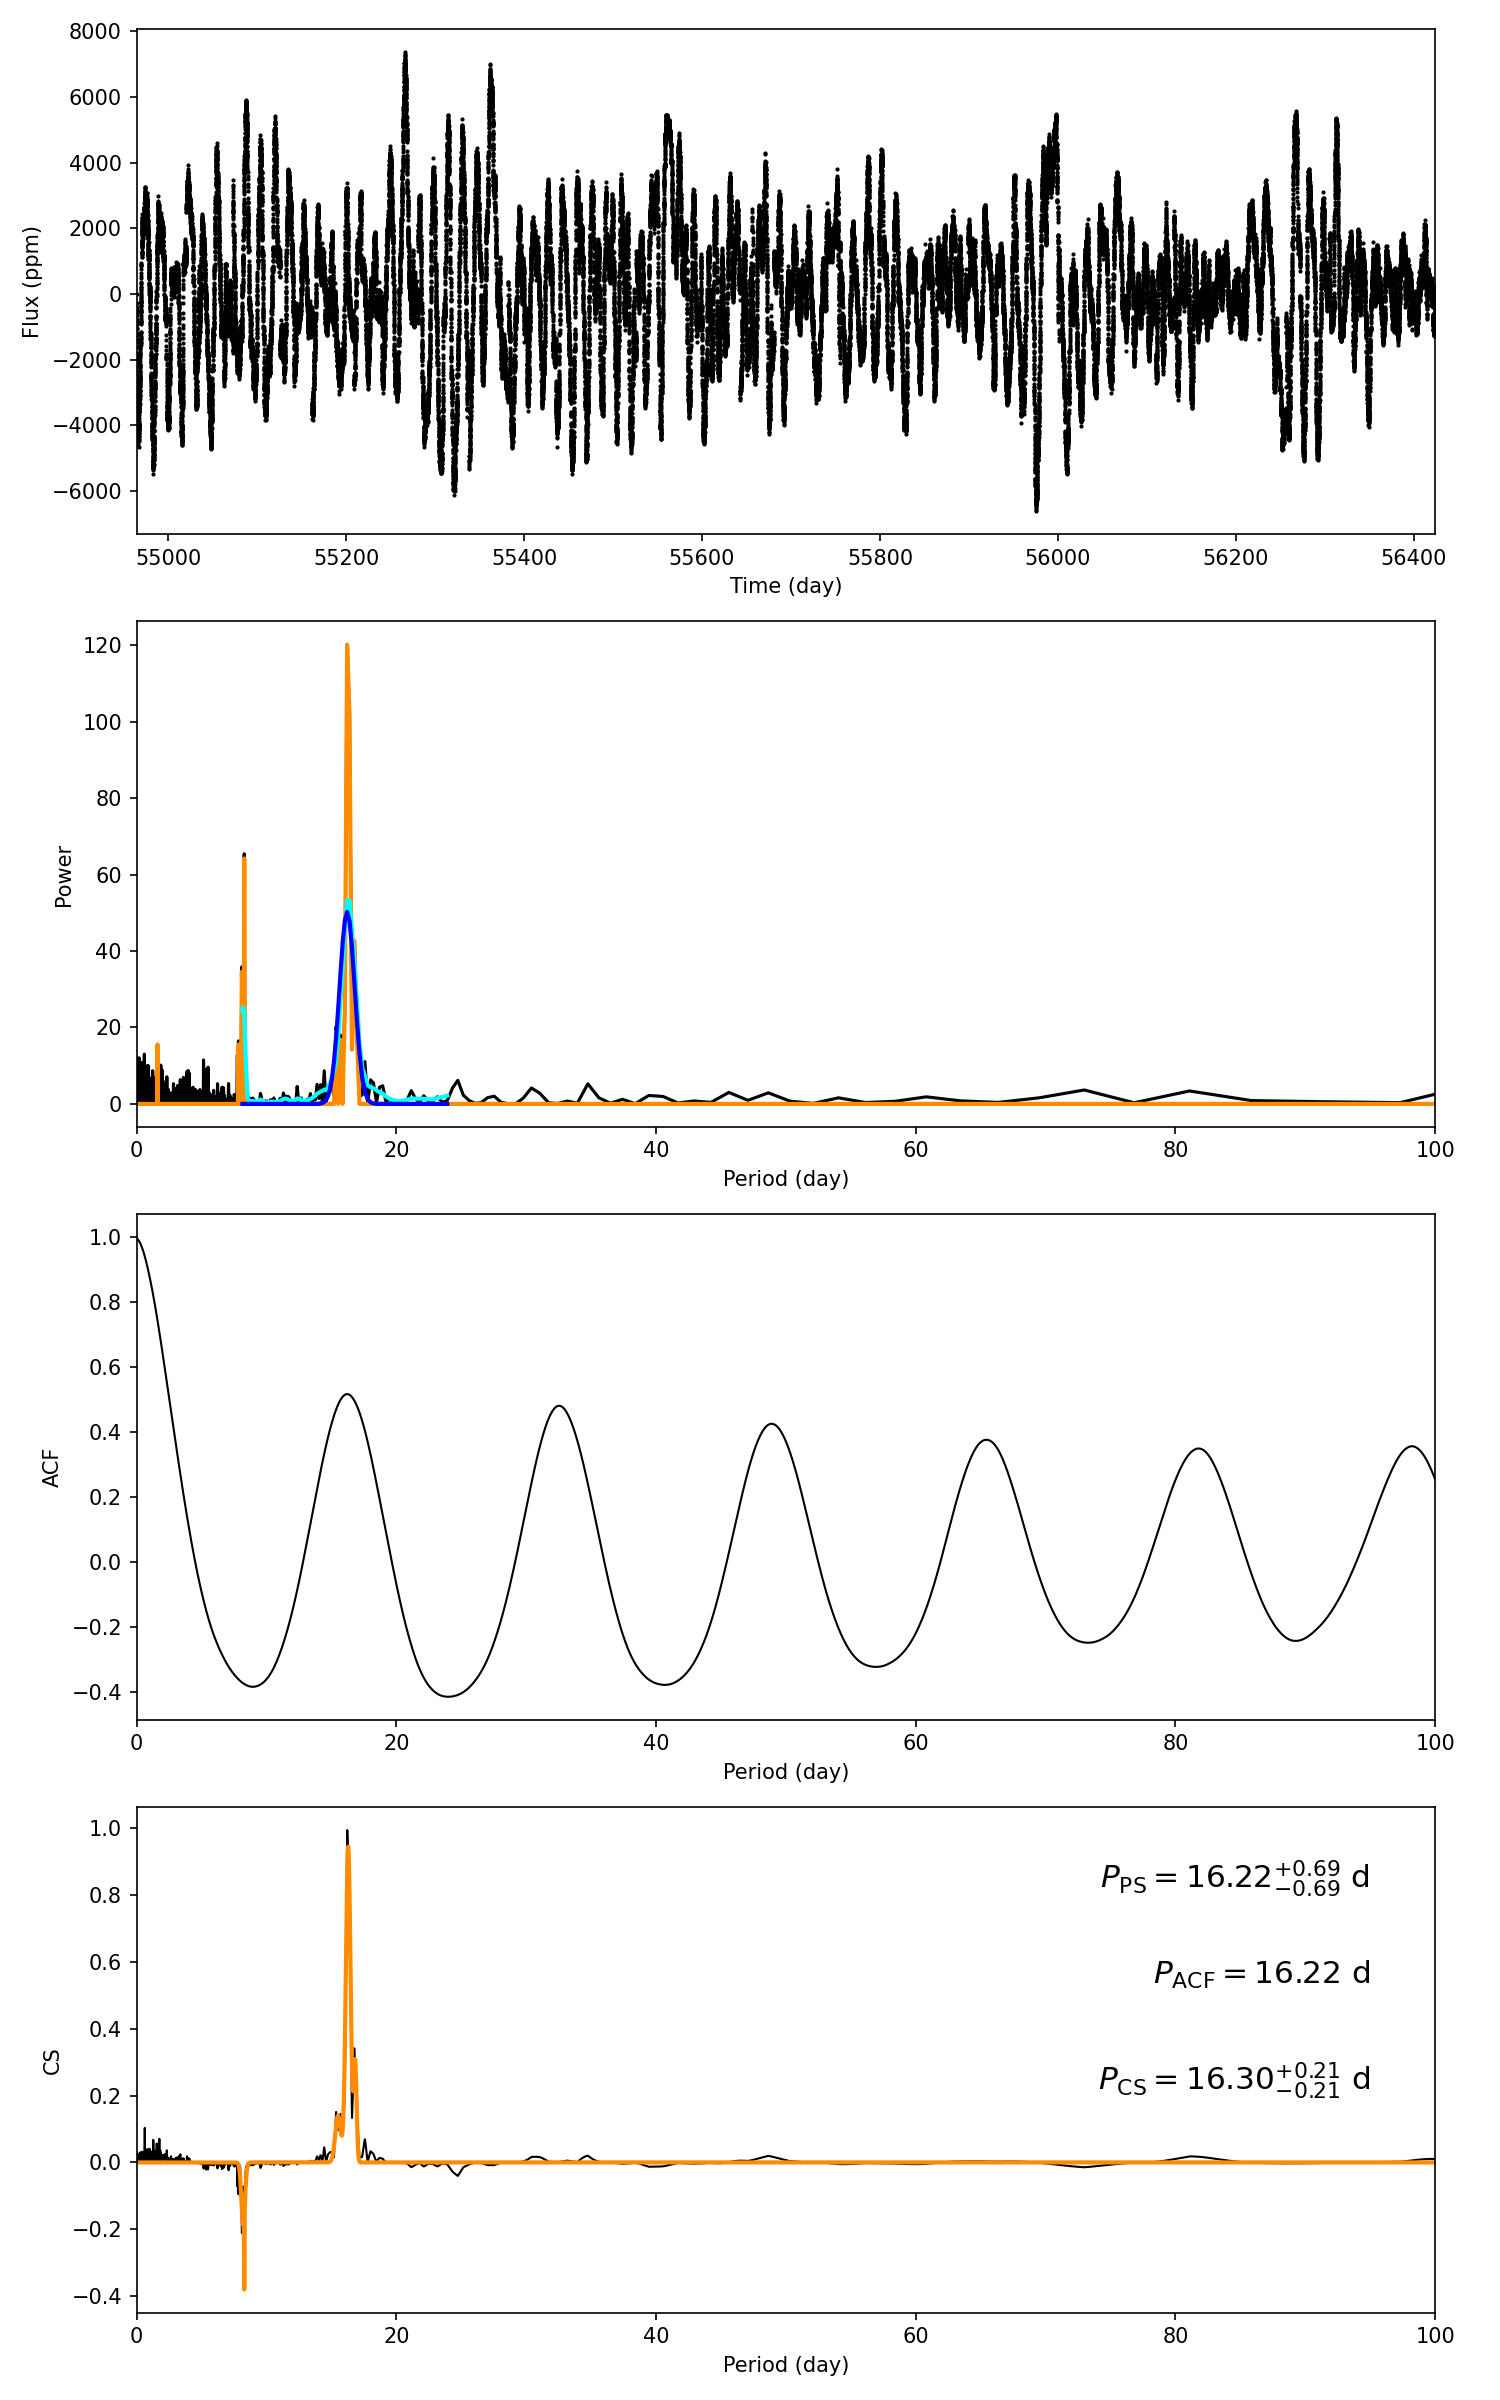 8000
6000
4000
2000
0
−2000
−4000
−6000
Flux (ppm)
55000 55200 55400 55600 55800 56000 56200 56400
Time (day)
120
100
80
60
40
20
0
Power
0 20 40 60 80 100
Period (day)
1.0
0.8
0.6
0.4
0.2
0.0
−0.2
−0.4
ACF
0 20 40 60 80 100
Period (day)
1.0
0.8
0.6
0.4
0.2
0.0
−0.2
−0.4
CS
P_PS = 16.22^{+0.69}_{−0.69} d
P_ACF = 16.22 d
P_CS = 16.30^{+0.21}_{−0.21} d
0 20 40 60 80 100
Period (day)